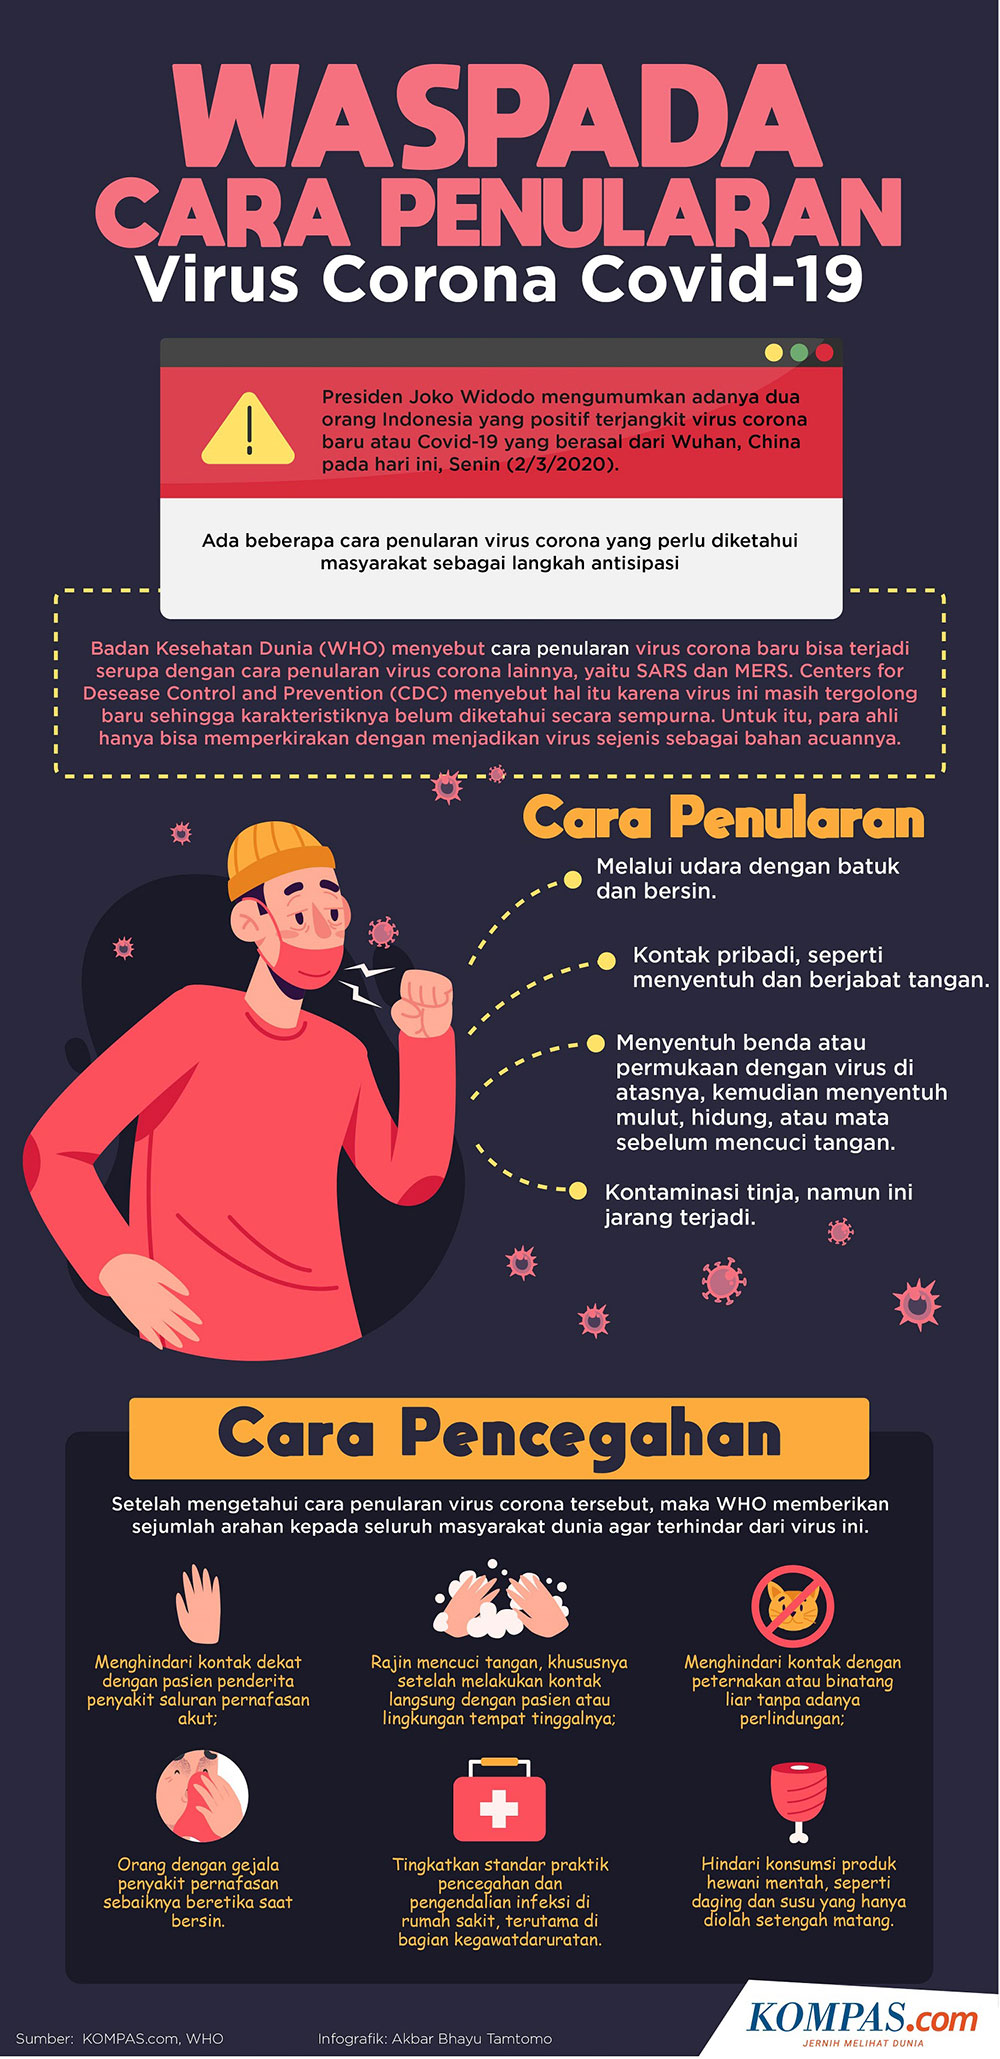 WASPADA
CARA PENULARAN
Virus Corona Covid-19
Presiden Joko Widodo mengumumkan adanya dua
orang Indonesia yang positif terjangkit virus corona
baru atau Covid-19 yang berasal dari Wuhan, China
pada hari ini, Senin (2/3/2020).
Ada beberapa cara penularan virus corona yang perlu diketahui
masyarakat sebagai langkah antisipasi
Badan Kesehatan Dunia (WHO) menyebut cara penularan virus corona baru bisa terjadi
serupa dengan cara penularan virus corona lainnya, yaitu SARS dan MERS. Centers for
Desease Control and Prevention (CDC) menyebut hal itu karena virus ini masih tergolong
baru sehingga karakteristiknya belum diketahui secara sempurna. Untuk itu, para ahli
hanya bisa memperkirakan dengan menjadikan virus sejenis sebagai bahan acuannya.
Cara Penularan
Melalui udara dengan batuk
dan bersin.
Kontak pribadi, seperti
menyentuh dan berjabat tangan.
Menyentuh benda atau
permukaan dengan virus di
atasnya, kemudian menyentuh
mulut, hidung, atau mata
sebelum mencuci tangan.
Kontaminasi tinja, namun ini
jarang terjadi.
Cara Pencegahan
Setelah mengetahui cara penularan virus corona tersebut, maka WHO memberikan
sejumlah arahan kepada seluruh masyarakat dunia agar terhindar dari virus ini.
Menghindari kontak dekat
dengan pasien penderita
penyakit saluran pernafasan
akut;
Rajin mencuci tangan, khususnya
setelah melakukan kontak
langsung dengan pasien atau
lingkungan tempat tinggalnya;
Menghindari kontak dengan
peternakan atau binatang
liar tanpa adanya
perlindungan;
Orang dengan gejala
penyakit pernafasan
sebaiknya beretika saat
bersin.
Tingkatkan standar praktik
pencegahan dan
pengendalian infeksi di
rumah sakit, terutama di
bagian kegawatdaruratan.
Hindari konsumsi produk
hewani mentah, seperti
daging dan susu yang hanya
diolah setengah matang.
Sumber: KOMPAS.com, WHO
Infografik: Akbar Bhayu Tamtomo
KOMPAS.com
JERNIH MELIHAT DUNIA